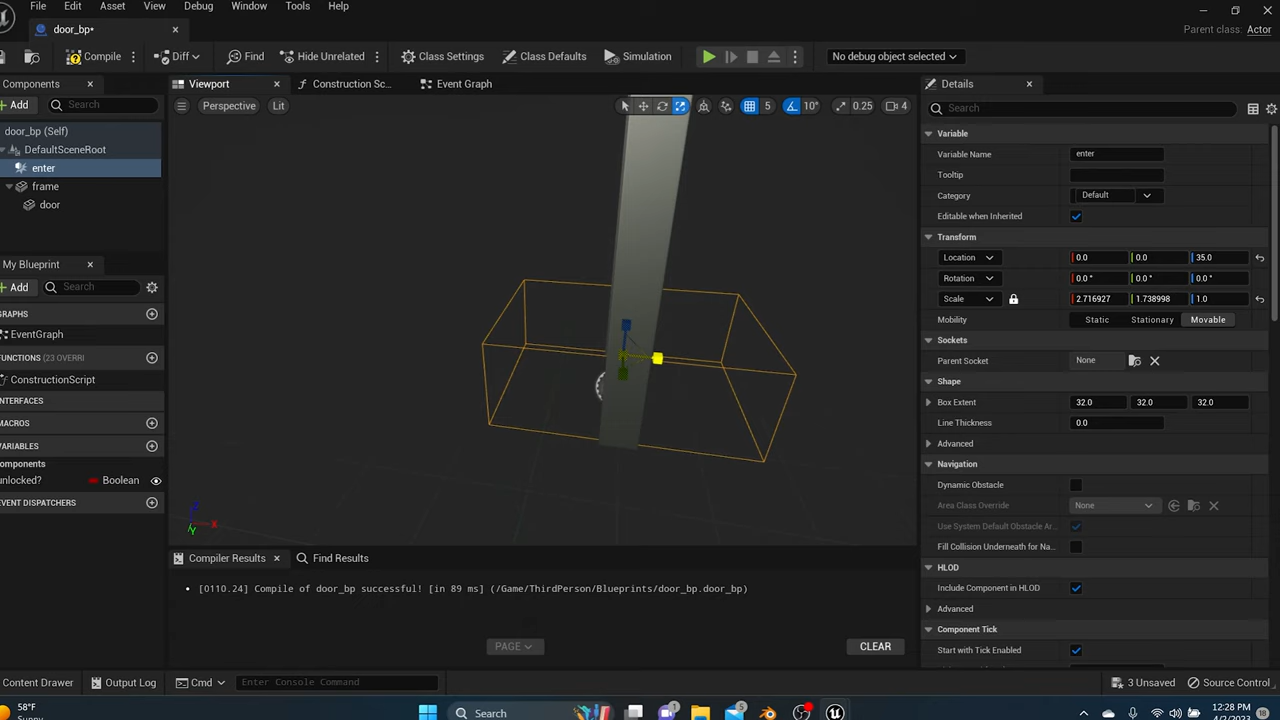 File Edit Asset View Debug Window Tools Help
door_bp* Parent class: Actor
Compile Diff Find Hide Unrelated Class Settings Class Defaults Simulation No debug object selected
Components Viewport Construction Sc... Event Graph Details
Add Search Perspective Lit 5 10° 0.25 4 Search
door_bp (Self) Variable
DefaultSceneRoot Variable Name enter
enter Tooltip
frame Category Default
door Editable when Inherited
Transform
My Blueprint Location 0.0 0.0 35.0
Add Search Rotation 0.0 ° 0.0 ° 0.0 °
GRAPHS Scale 2.716927 1.738998 1.0
EventGraph Mobility Static Stationary Movable
FUNCTIONS (23 OVERRI Sockets
ConstructionScript Parent Socket None
INTERFACES Shape
MACROS Box Extent 32.0 32.0 32.0
VARIABLES Line Thickness 0.0
omponents Advanced
unlocked? Boolean Navigation
EVENT DISPATCHERS Dynamic Obstacle
Area Class Override None
Z X Y Use System Default Obstacle Ar...
Fill Collision Underneath for Na...
Compiler Results Find Results HLOD
[0110.24] Compile of door_bp successful! [in 89 ms] (/Game/ThirdPerson/Blueprints/door_bp.door_bp) Include Component in HLOD
Advanced
Component Tick
PAGE CLEAR Start with Tick Enabled
Content Drawer Output Log Cmd Enter Console Command 3 Unsaved Source Control
58°F
Sunny Search 1 6 12:28 PM
4/2/2023